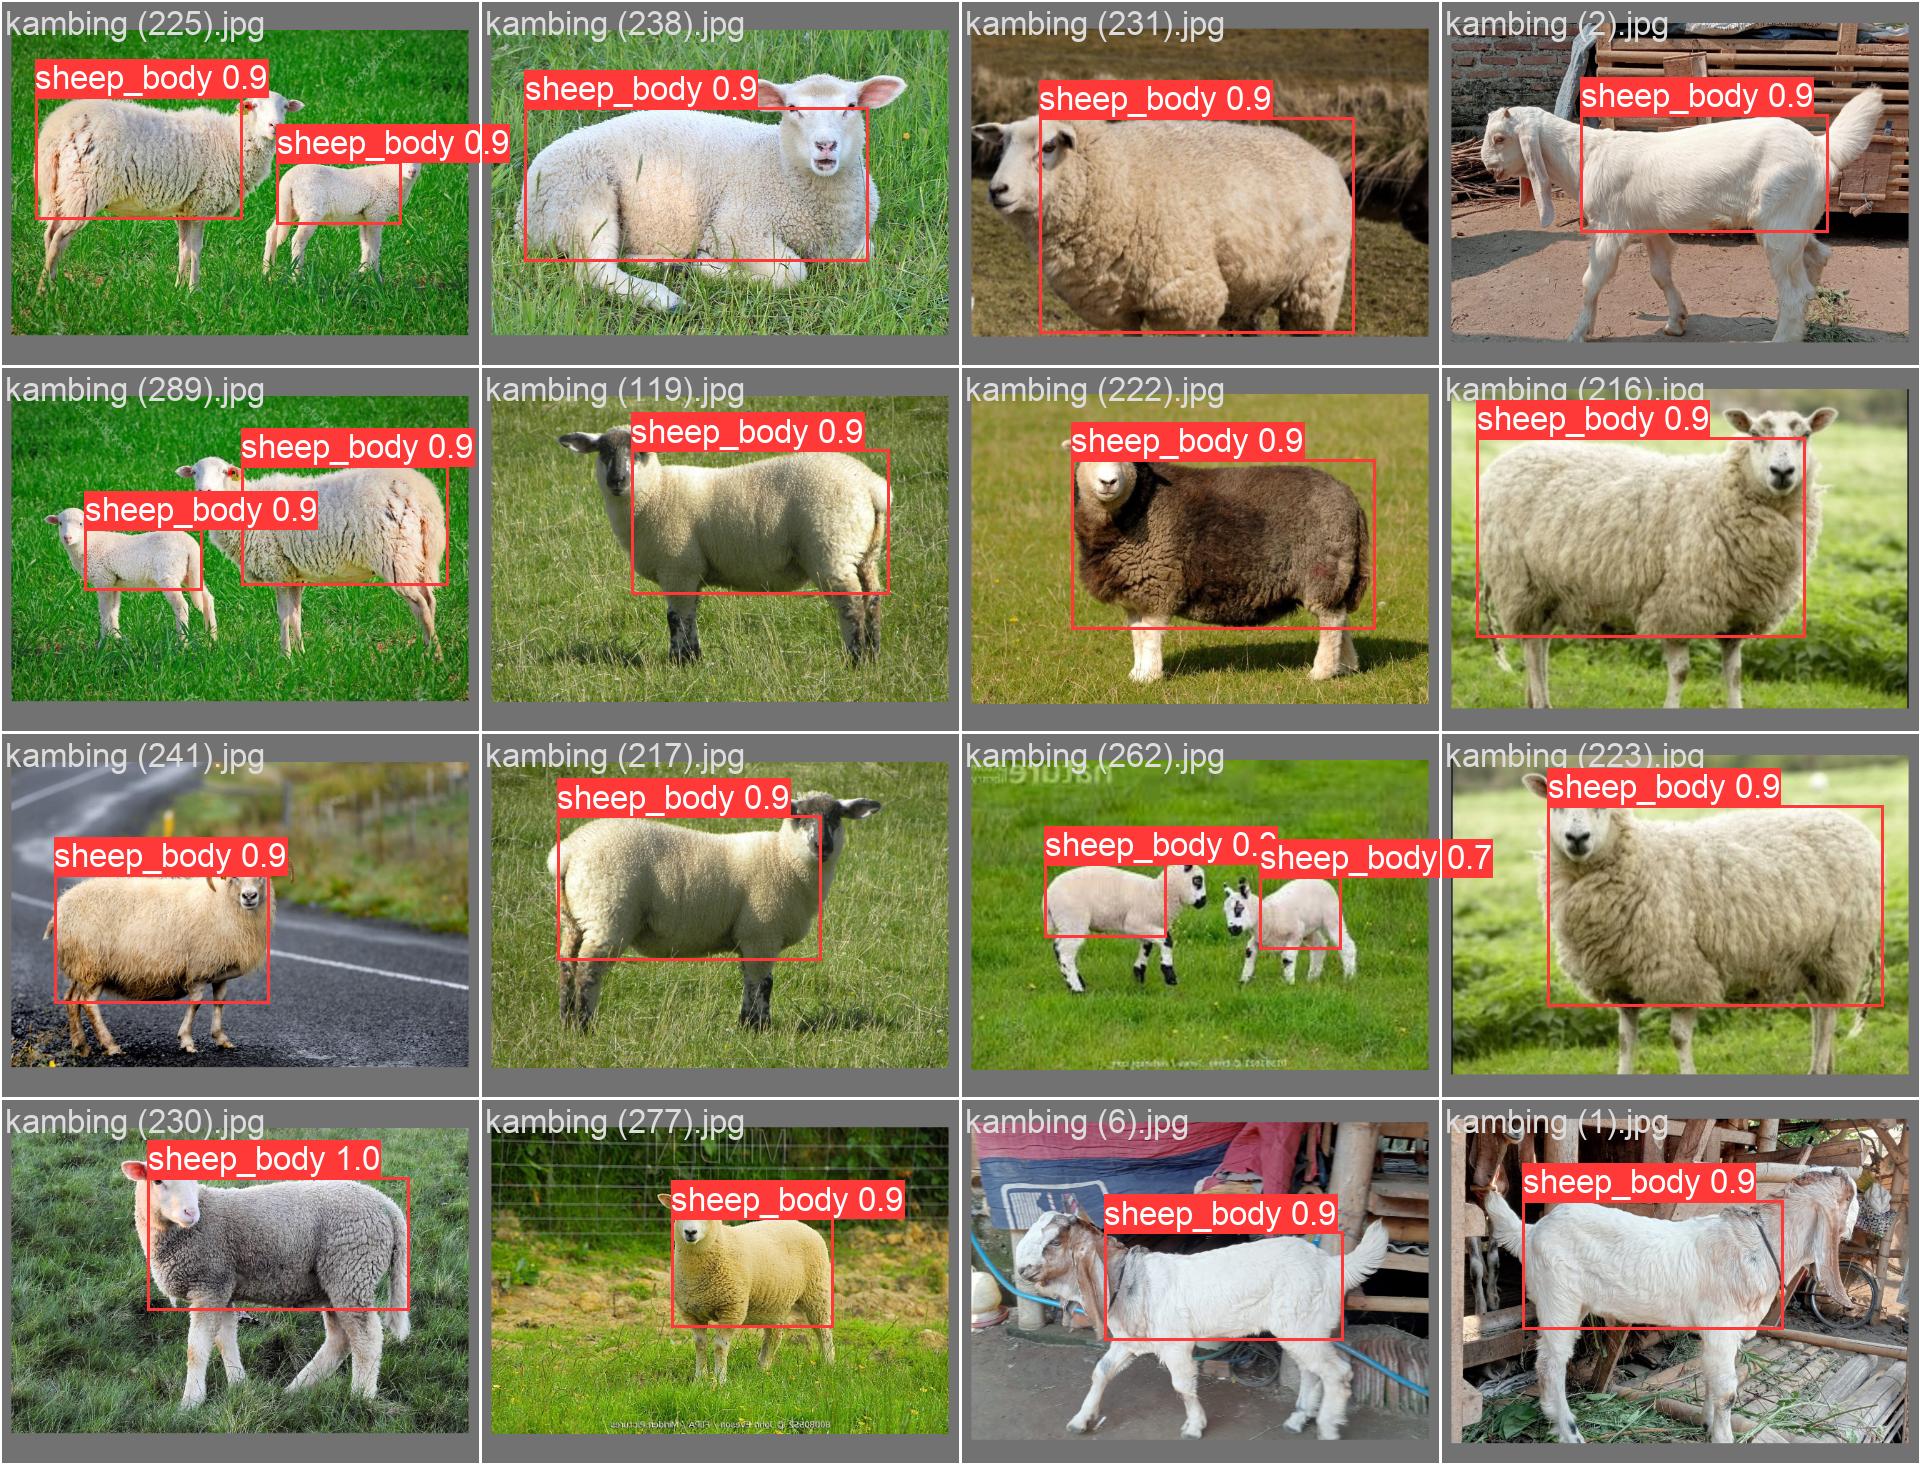 kambing (225).jpg
sheep_body 0.9
sheep_body 0.9
kambing (238).jpg
sheep_body 0.9
kambing (231).jpg
sheep_body 0.9
kambing (2).jpg
sheep_body 0.9
kambing (289).jpg
sheep_body 0.9
sheep_body 0.9
kambing (119).jpg
sheep_body 0.9
kambing (222).jpg
sheep_body 0.9
kambing (216).jpg
sheep_body 0.9
kambing (241).jpg
sheep_body 0.9
kambing (217).jpg
sheep_body 0.9
kambing (262).jpg
sheep_body
sheep_body 0.7
kambing (223).jpg
sheep_body 0.9
kambing (230).jpg
sheep_body 1.0
kambing (277).jpg
sheep_body 0.9
kambing (6).jpg
sheep_body 0.9
kambing (1).jpg
sheep_body 0.9